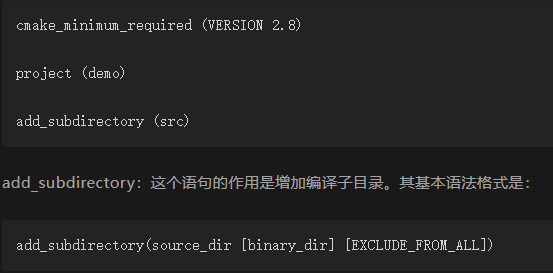 cmake_minimum_required (VERSION 2.8)
project (demo)
add_subdirectory (src)
add_subdirectory：这个语句的作用是增加编译子目录。其基本语法格式是：
add_subdirectory(source_dir [binary_dir] [EXCLUDE_FROM_ALL])